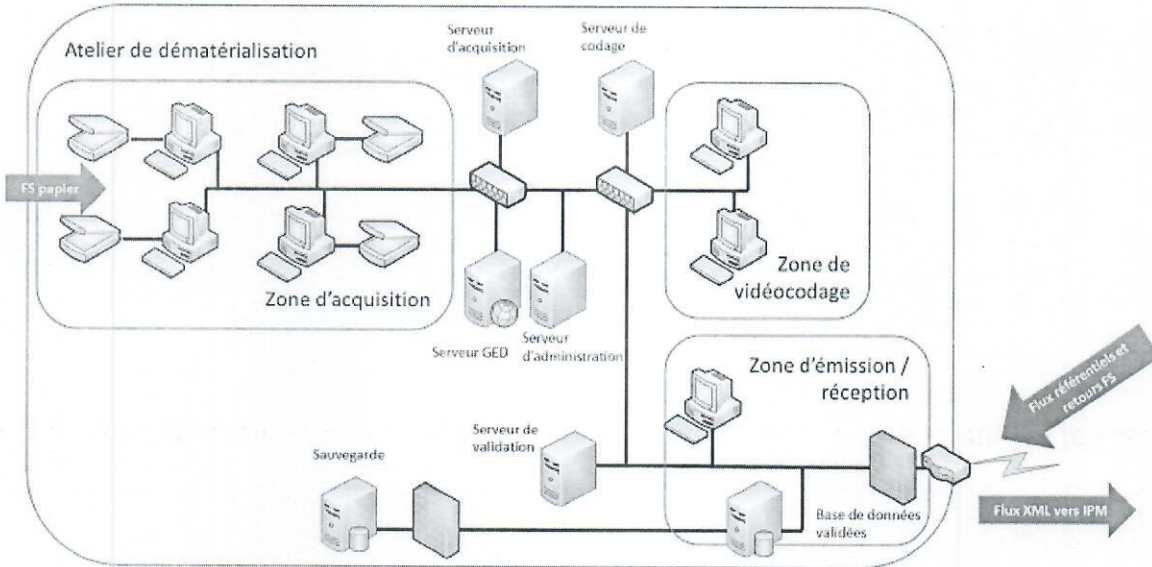 Atelier de dématérialisation
Serveur
d'acquisition
Serveur de
codage
FS papier
Zone d'acquisition
Zone de
vidéocodage
Serveur GED
Serveur
d'administration
Zone d'émission /
réception
Flux référentiels et
retours FS
Serveur de
validation
Sauvegarde
Base de données
validées
Flux XML vers IPM